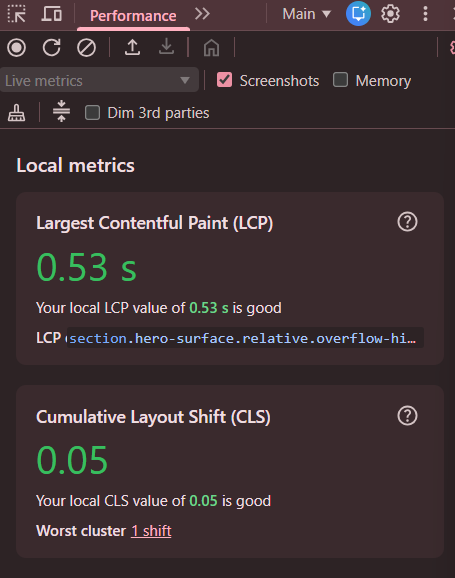 Performance
Main
Live metrics
Screenshots
Memory
Dim 3rd parties
Local metrics
Largest Contentful Paint (LCP)
0.53 s
Your local LCP value of 0.53 s is good
LCP section.hero-surface.relative.overflow-hi…
Cumulative Layout Shift (CLS)
0.05
Your local CLS value of 0.05 is good
Worst cluster 1 shift